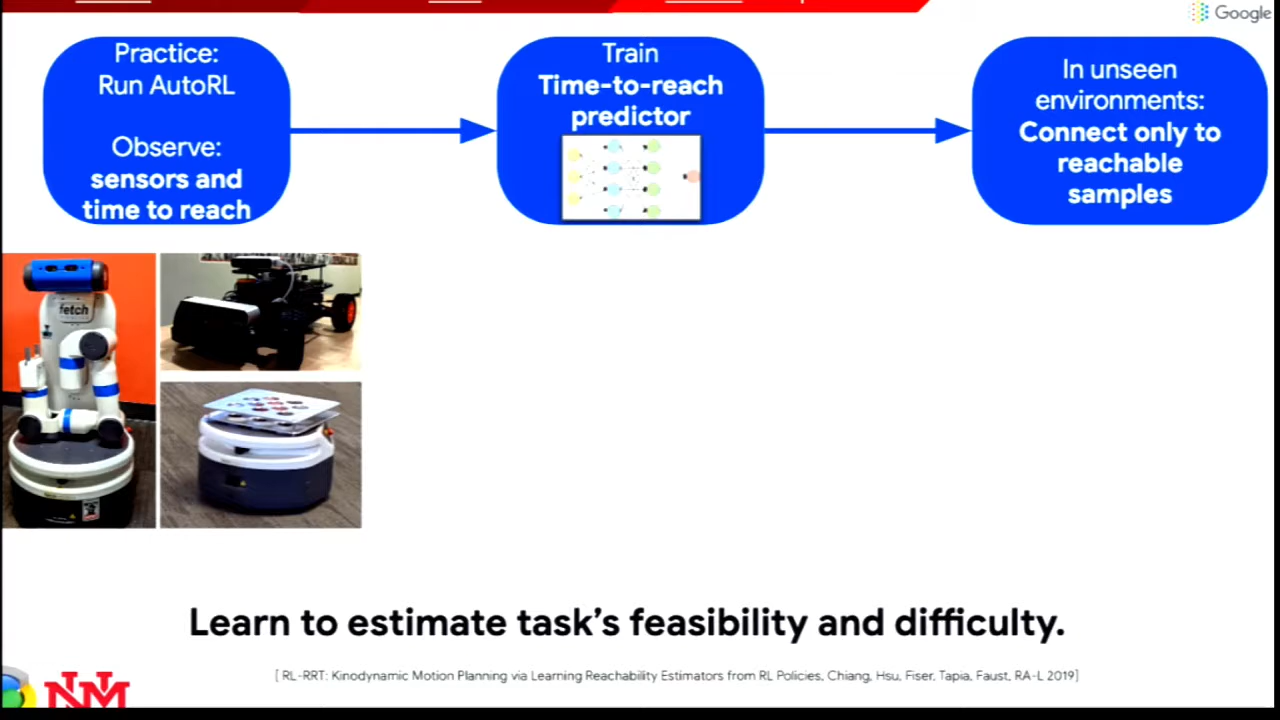 Google
Practice:
Run AutoRL
Observe:
sensors and
time to reach
Train
Time-to-reach
predictor
In unseen
environments:
Connect only to
reachable
samples
fetch
Learn to estimate task's feasibility and difficulty.
[ RL-RRT: Kinodynamic Motion Planning via Learning Reachability Estimators from RL Policies, Chiang, Hsu, Fiser, Tapia, Faust, RA-L 2019]
NM